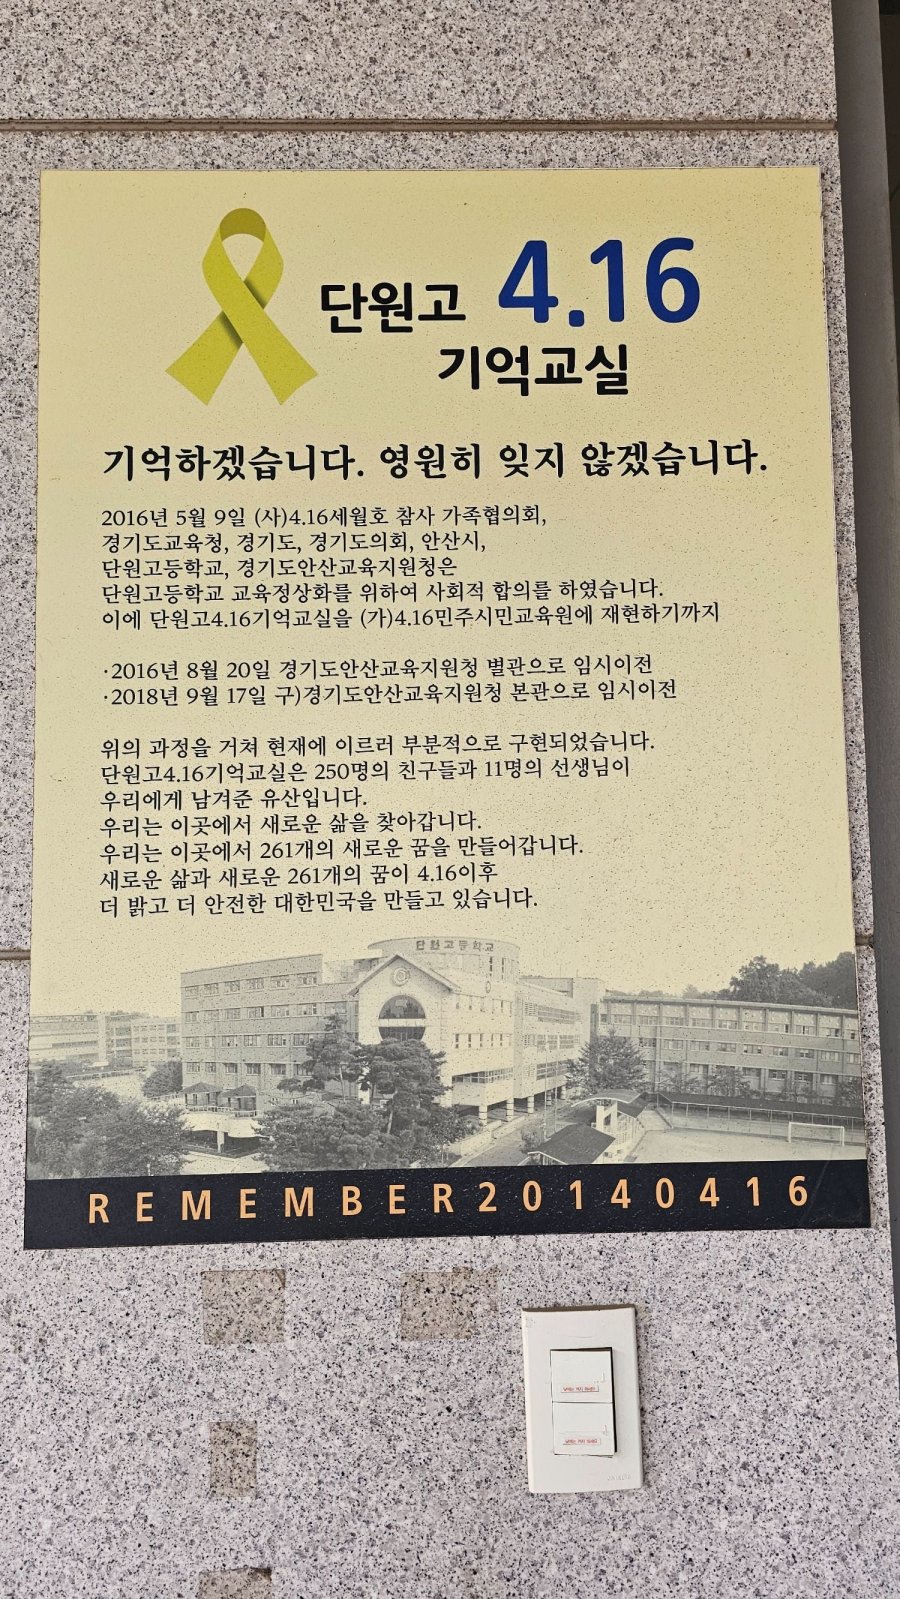 단원고 4.16
기억교실
기억하겠습니다. 영원히 잊지 않겠습니다.
2016년 5월 9일 (사)4.16세월호 참사 가족협의회,
경기도교육청, 경기도, 경기도의회, 안산시,
단원고등학교, 경기도안산교육지원청은
단원고등학교 교육정상화를 위하여 사회적 합의를 하였습니다.
이에 단원고4.16기억교실을 (가)4.16민주시민교육원에 재현하기까지
·2016년 8월 20일 경기도안산교육지원청 별관으로 임시이전
·2018년 9월 17일 구)경기도안산교육지원청 본관으로 임시이전
위의 과정을 거쳐 현재에 이르러 부분적으로 구현되었습니다.
단원고4.16기억교실은 250명의 친구들과 11명의 선생님이
우리에게 남겨준 유산입니다.
우리는 이곳에서 새로운 삶을 찾아갑니다.
우리는 이곳에서 261개의 새로운 꿈을 만들어갑니다.
새로운 삶과 새로운 261개의 꿈이 4.16이후
더 밝고 더 안전한 대한민국을 만들고 있습니다.
단원고등학교
REMEMBER20140416